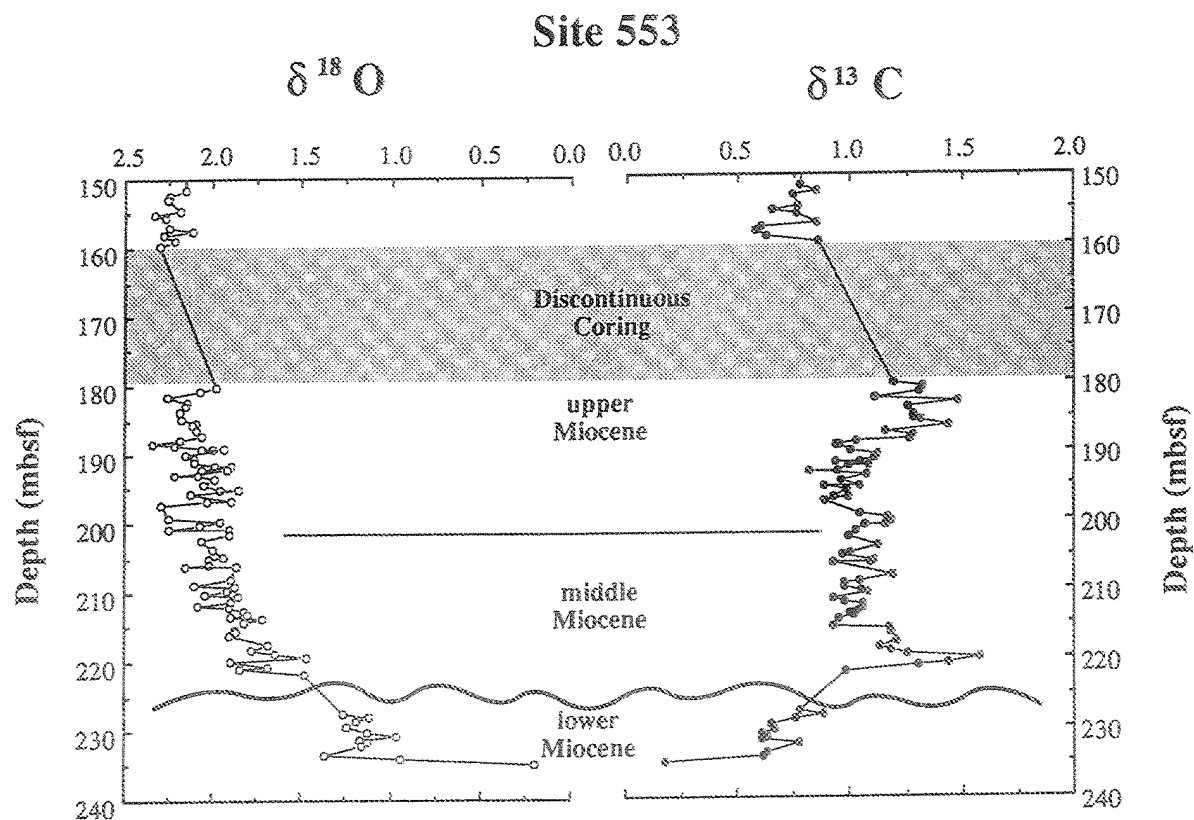 Site 553
δ 18 O
δ 13 C
2.5 2.0 1.5 1.0 0.5 0.0
0.0 0.5 1.0 1.5 2.0
150
160
170
180
190
200
210
220
230
240
Depth (mbsf)
Discontinuous
Coring
upper
Miocene
middle
Miocene
lower
Miocene
150
160
170
180
190
200
210
220
230
240
Depth (mbsf)